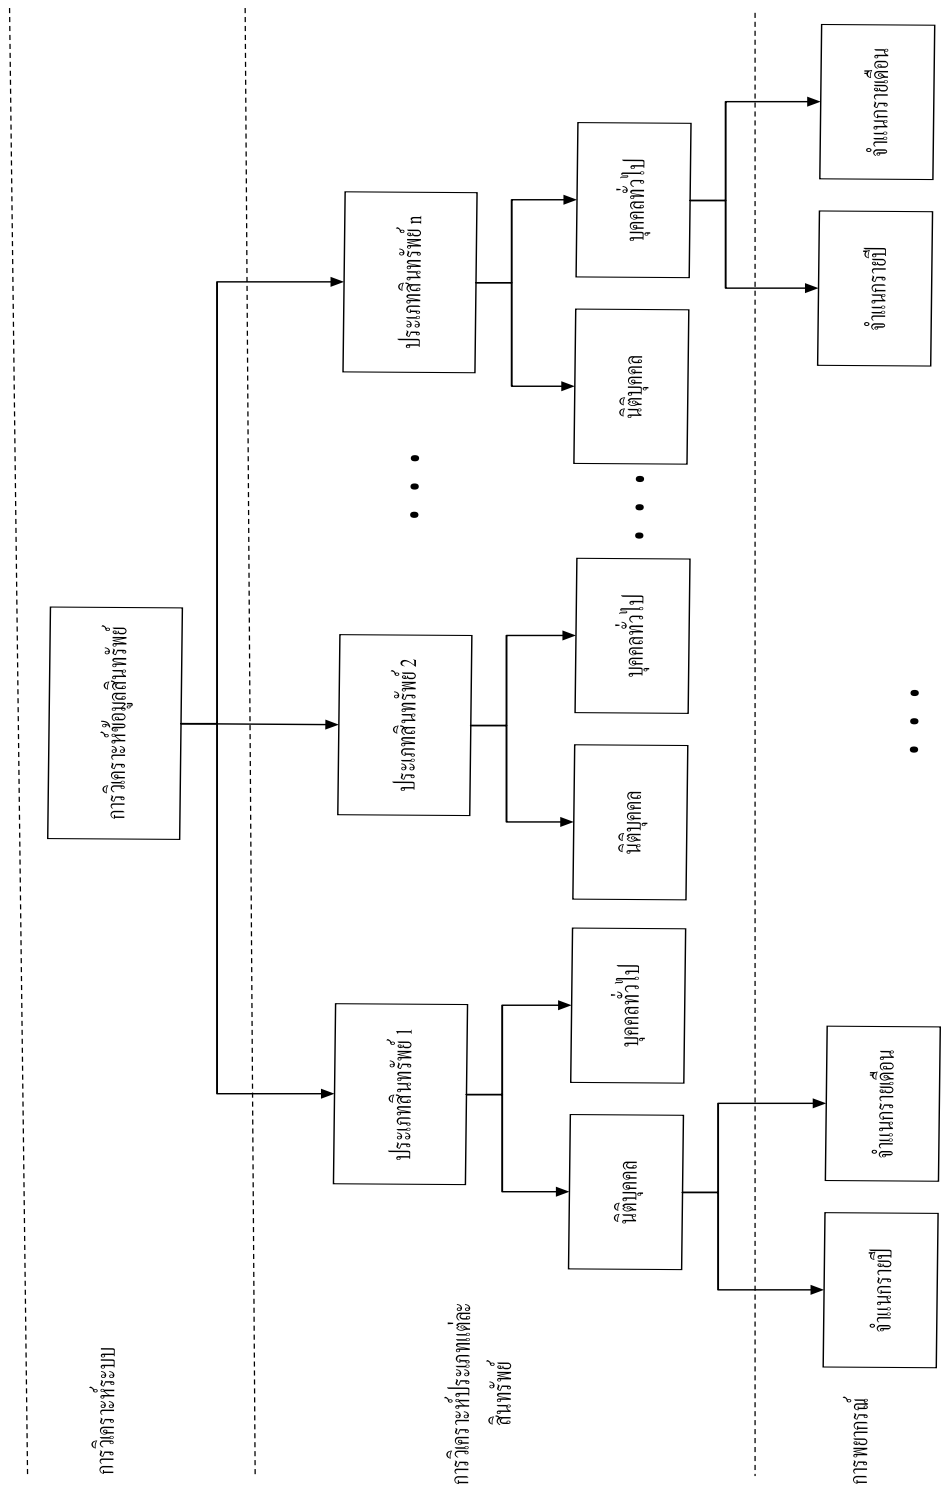 การวิเคราะห์ระบบ
การวิเคราะห์ข้อมูลสินทรัพย์
การวิเคราะห์ประเภทแต่ละ
สินทรัพย์
ประเภทสินทรัพย์ 1
ประเภทสินทรัพย์ 2
ประเภทสินทรัพย์ n
นิติบุคคล
บุคคลทั่วไป
นิติบุคคล
บุคคลทั่วไป
นิติบุคคล
บุคคลทั่วไป
การพยากรณ์
จำแนกรายปี
จำแนกรายเดือน
จำแนกรายปี
จำแนกรายเดือน